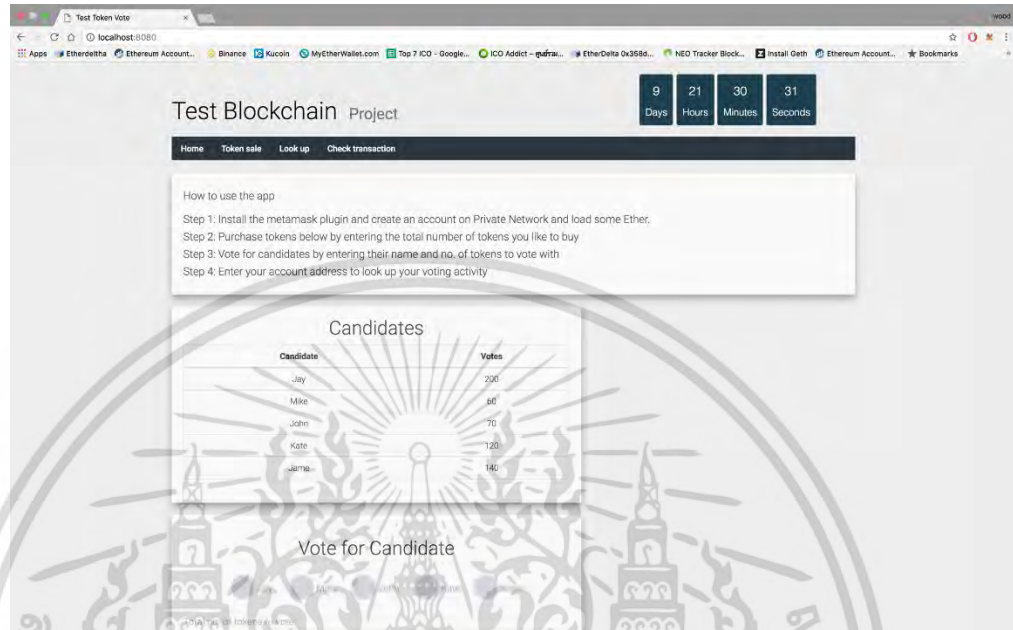 Test Token Vote
wood
localhost:8080
Apps Etherdeltha Ethereum Account... Binance Kucoin MyEtherWallet.com Top 7 ICO - Google... ICO Addict – EtherDelta 0x358d... NEO Tracker Block... Install Geth Ethereum Account... Bookmarks
Test Blockchain Project
9 21 30 31
Days Hours Minutes Seconds
Home Token sale Look up Check transaction
How to use the app
Step 1: Install the metamask plugin and create an account on Private Network and load some Ether.
Step 2: Purchase tokens below by entering the total number of tokens you like to buy
Step 3: Vote for candidates by entering their name and no. of tokens to vote with
Step 4: Enter your account address to look up your voting activity
Candidates
Candidate Votes
Jay 200
Mike 60
John 70
Kate 120
Jame 140
Vote for Candidate
Mike